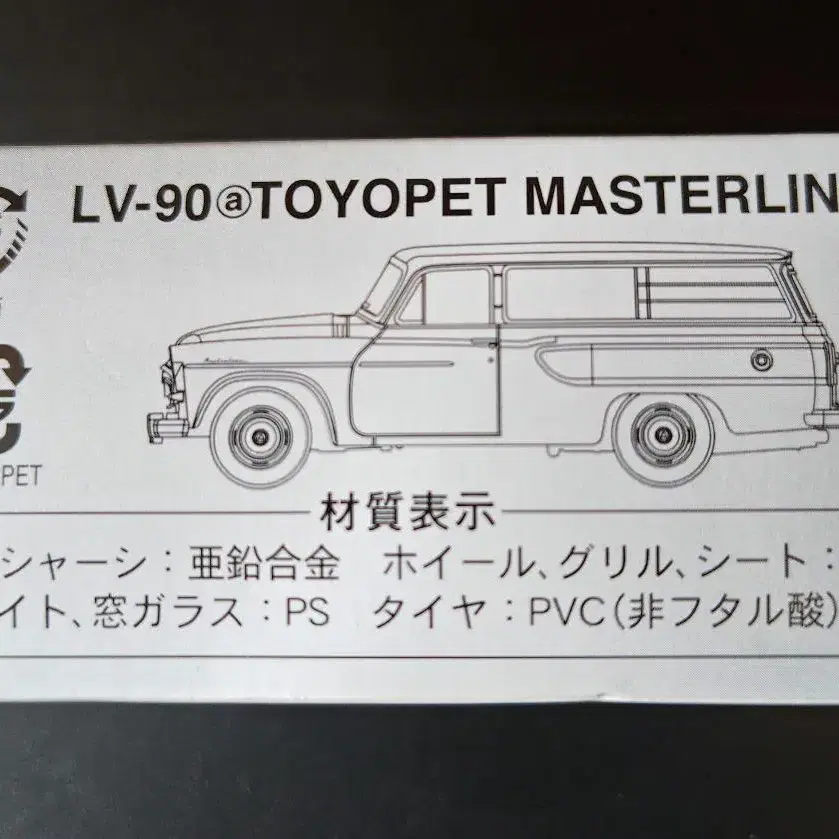 LV-90ⓐTOYOPET MASTERLIN
Masterline
PET
材質表示
シャーシ：亜鉛合金　ホイール、グリル、シート：
イト、窓ガラス：PS　タイヤ：PVC(非フタル酸)